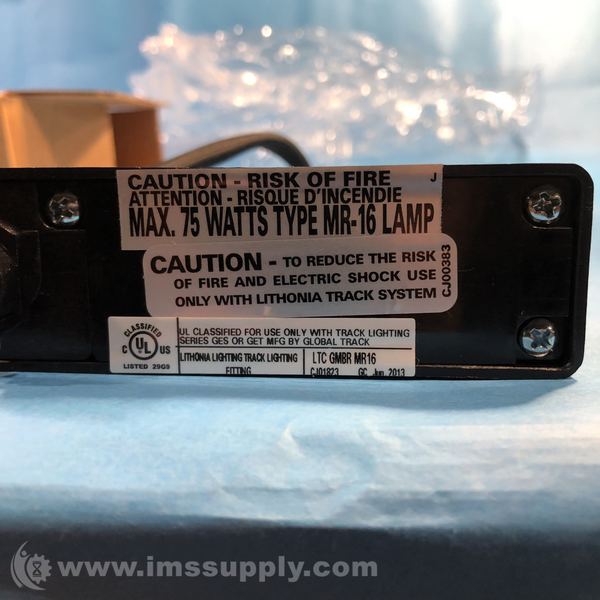 CAUTION - RISK OF FIRE J
ATTENTION - RISQUE D'INCENDIE
MAX. 75 WATTS TYPE MR-16 LAMP
CAUTION - TO REDUCE THE RISK
OF FIRE AND ELECTRIC SHOCK USE
ONLY WITH LITHONIA TRACK SYSTEM
CJ00383
CLASSIFIED
C UL US
LISTED 29G9
UL CLASSIFIED FOR USE ONLY WITH TRACK LIGHTING
SERIES GES OR GET MFG BY GLOBAL TRACK
LITHONIA LIGHTING TRACK LIGHTING
FITTING
LTC GMBR MR16
CJ01823 GC Jun, 2013
www.imssupply.com